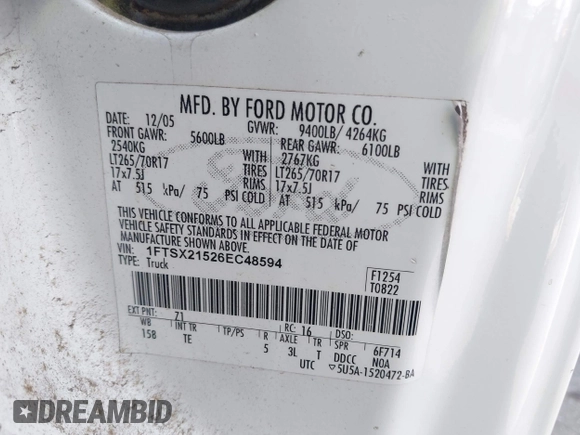 MFD. BY FORD MOTOR CO.
DATE: 12/05 GVWR: 9400LB/ 4264KG
FRONT GAWR: 5600LB REAR GAWR: 6100LB
2540KG WITH 2767KG WITH
LT265/70R17 TIRES LT265/70R17 TIRES
17x7.5J RIMS 17x7.5J RIMS
AT 515 kPa/ 75 PSI COLD AT 515 kPa/ 75 PSI COLD
THIS VEHICLE CONFORMS TO ALL APPLICABLE FEDERAL MOTOR
VEHICLE SAFETY STANDARDS IN EFFECT ON THE DATE OF
MANUFACTURE SHOWN ABOVE.
VIN: 1FTSX21526EC48594
TYPE: Truck
F1254
T0822
EXT PNT: Z1 RC: 16 DSO:
WB INT TR TP/PS R AXLE TR SPR 6F714
158 TE 5 3L T DDCC NOA
UTC ▽5U5A-1520472-BA
Ford
DREAMBID